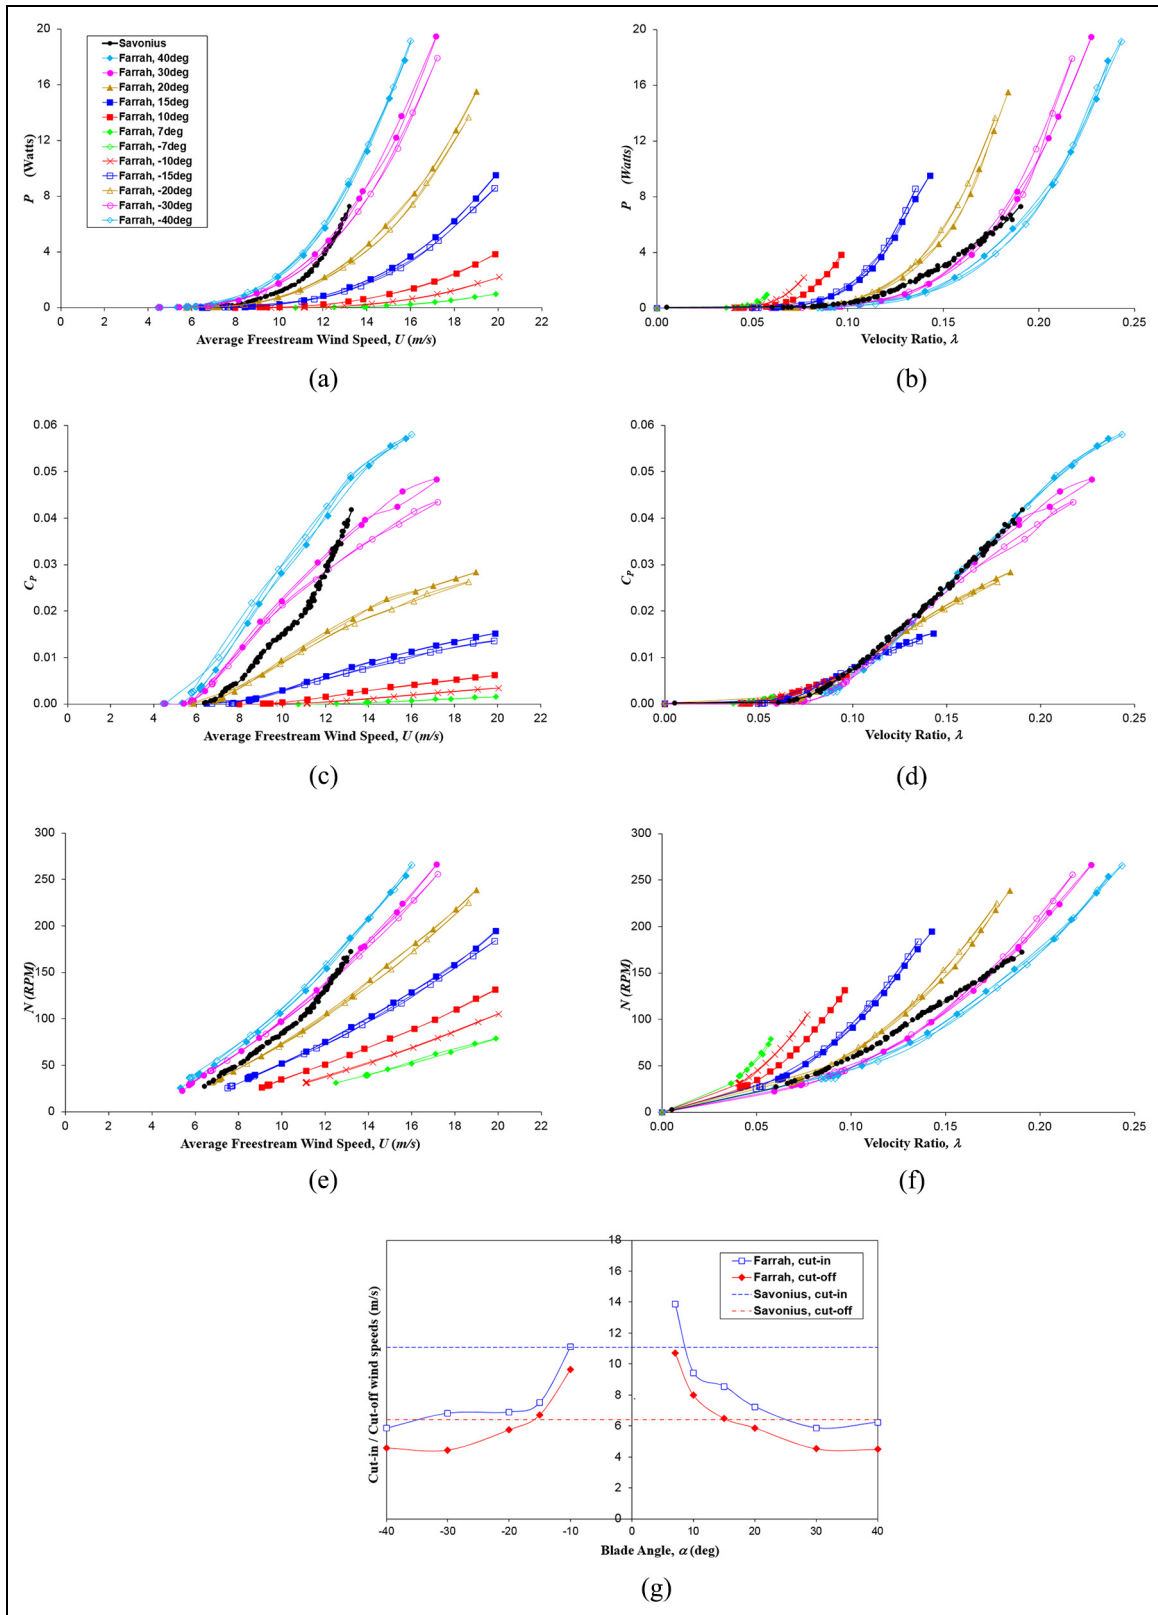 20
16
12
8
4
0
P (Watts)
Savonius
Farrah, 40deg
Farrah, 30deg
Farrah, 20deg
Farrah, 15deg
Farrah, 10deg
Farrah, 7deg
Farrah, -7deg
Farrah, -10deg
Farrah, -15deg
Farrah, -20deg
Farrah, -30deg
Farrah, -40deg
0 2 4 6 8 10 12 14 16 18 20 22
Average Freestream Wind Speed, U (m/s)
(a)
20
16
12
8
4
0
P (Watts)
0.00 0.05 0.10 0.15 0.20 0.25
Velocity Ratio, λ
(b)
0.06
0.05
0.04
0.03
0.02
0.01
0.00
CP
0 2 4 6 8 10 12 14 16 18 20 22
Average Freestream Wind Speed, U (m/s)
(c)
0.06
0.05
0.04
0.03
0.02
0.01
0.00
CP
0.00 0.05 0.10 0.15 0.20 0.25
Velocity Ratio, λ
(d)
300
250
200
150
100
50
0
N (RPM)
0 2 4 6 8 10 12 14 16 18 20 22
Average Freestream Wind Speed, U (m/s)
(e)
300
250
200
150
100
50
0
N (RPM)
0.00 0.05 0.10 0.15 0.20 0.25
Velocity Ratio, λ
(f)
18
16
14
12
10
8
6
4
2
0
Cut-in / Cut-off wind speeds (m/s)
Farrah, cut-in
Farrah, cut-off
Savonius, cut-in
Savonius, cut-off
-40 -30 -20 -10 0 10 20 30 40
Blade Angle, α (deg)
(g)